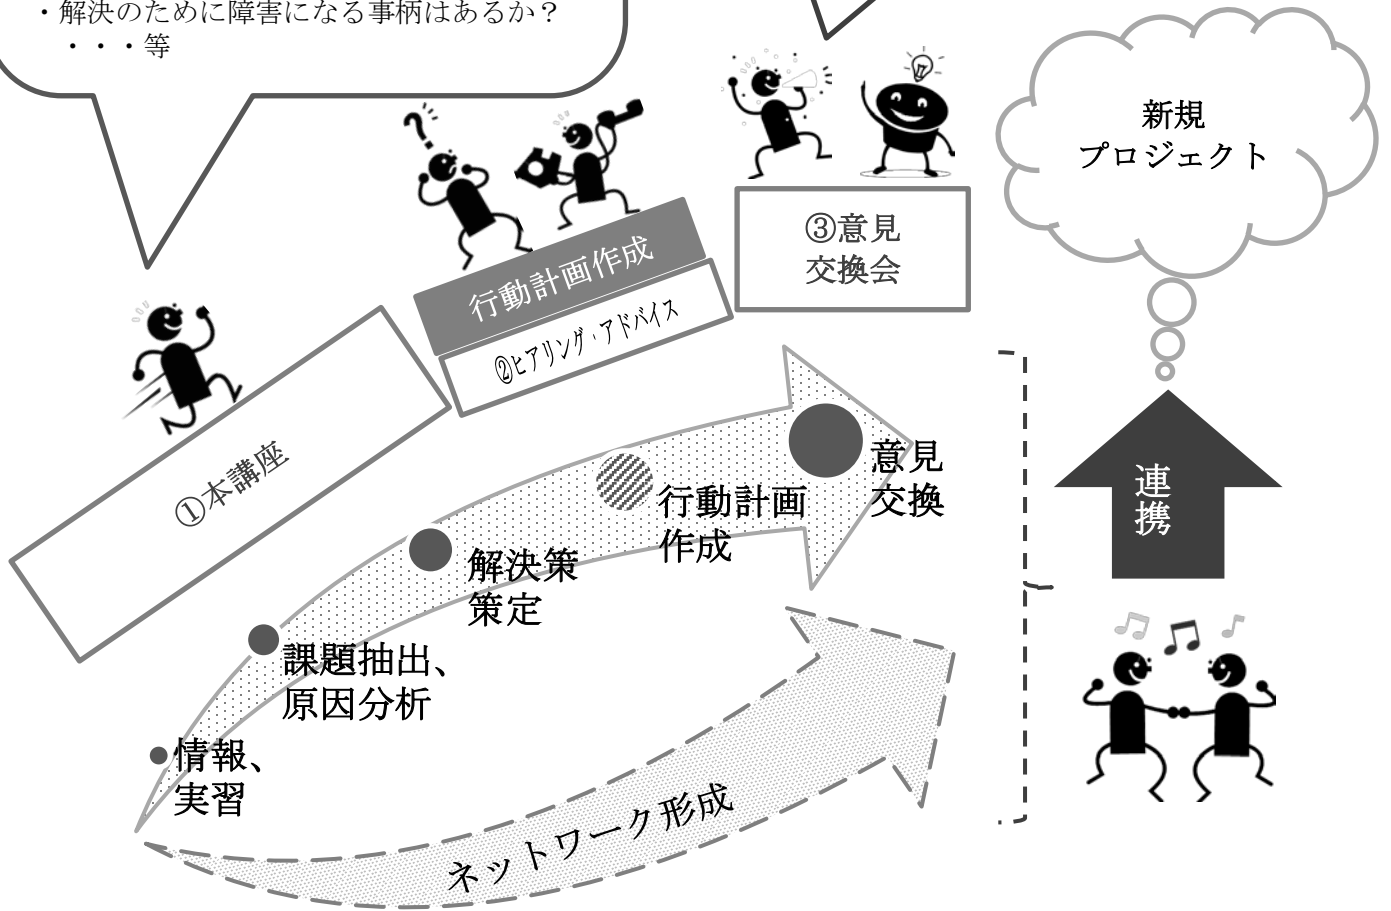 ・解決のために障害になる事柄はあるか？
・・・等
新規
プロジェクト
③意見
交換会
行動計画作成
②ヒアリング・アドバイス
①本講座
意見
交換
行動計画
作成
解決策
策定
課題抽出、
原因分析
情報、
実習
連
携
ネットワーク形成